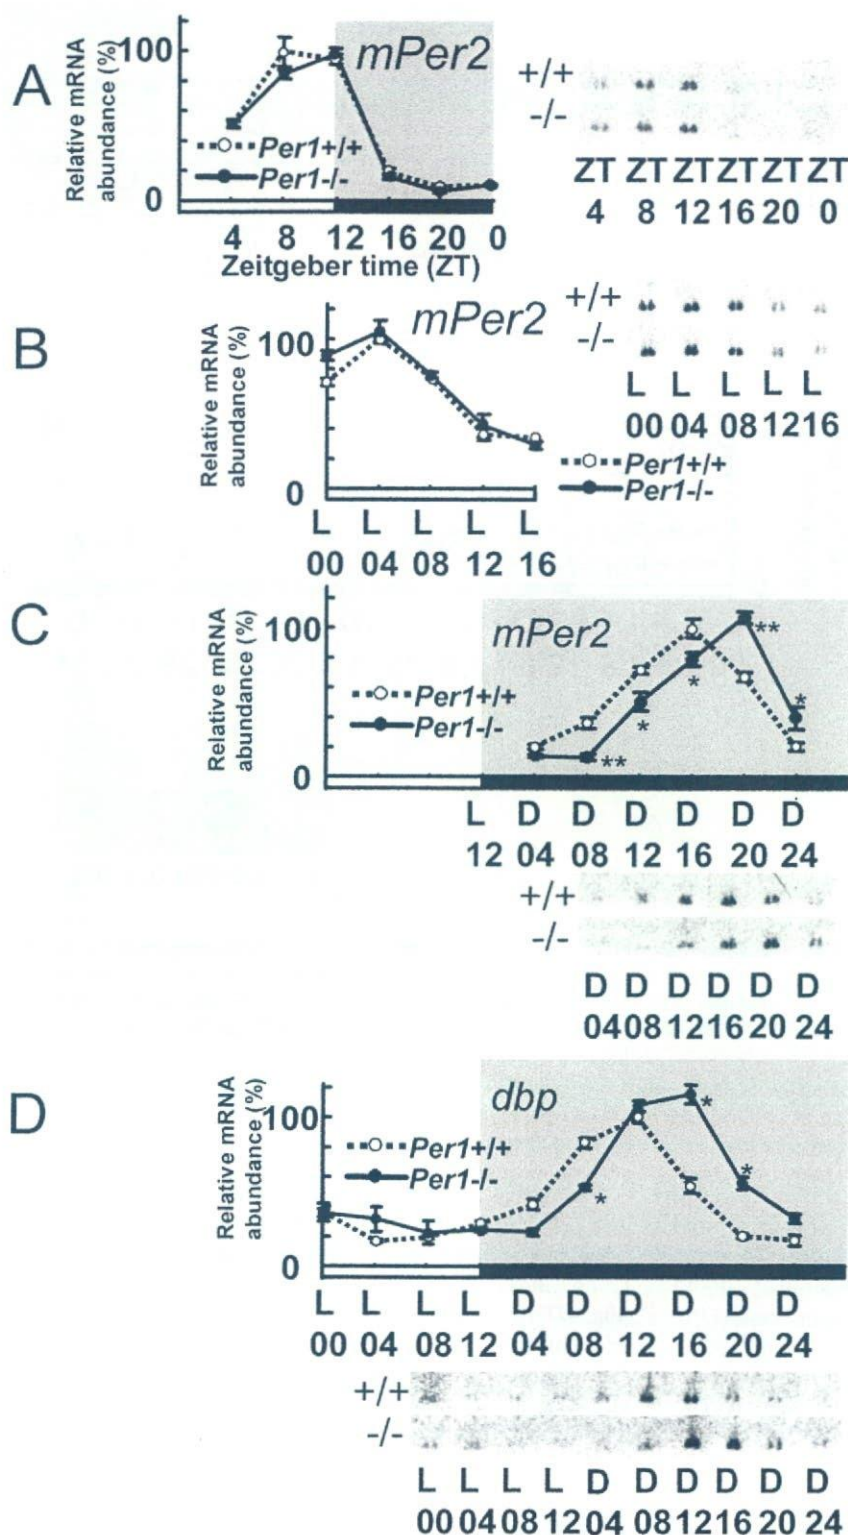 A
Relative mRNA
abundance (%)
100
0
mPer2
Per1+/+
Per1-/-
4 8 12 16 20 0
Zeitgeber time (ZT)
+/+
-/-
ZT ZT ZT ZT ZT ZT
4 8 12 16 20 0
B
Relative mRNA
abundance (%)
100
0
mPer2
L L L L L
00 04 08 12 16
+/+
-/-
L L L L L
00 04 08 12 16
Per1+/+
Per1-/-
C
Relative mRNA
abundance (%)
100
0
mPer2
Per1+/+
Per1-/-
** * * ** *
L D D D D D D
12 04 08 12 16 20 24
+/+
-/-
D D D D D D
04 08 12 16 20 24
D
Relative mRNA
abundance (%)
100
0
dbp
Per1+/+
Per1-/-
* * *
L L L L D D D D D D
00 04 08 12 04 08 12 16 20 24
+/+
-/-
L L L L D D D D D D
00 04 08 12 04 08 12 16 20 24